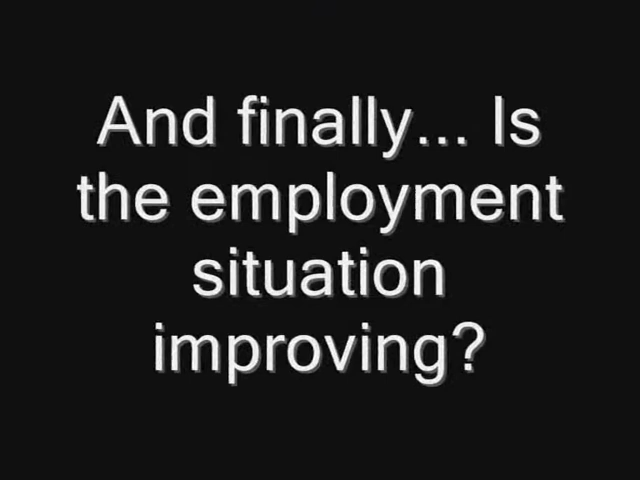 And finally... Is
the employment
situation
improving?